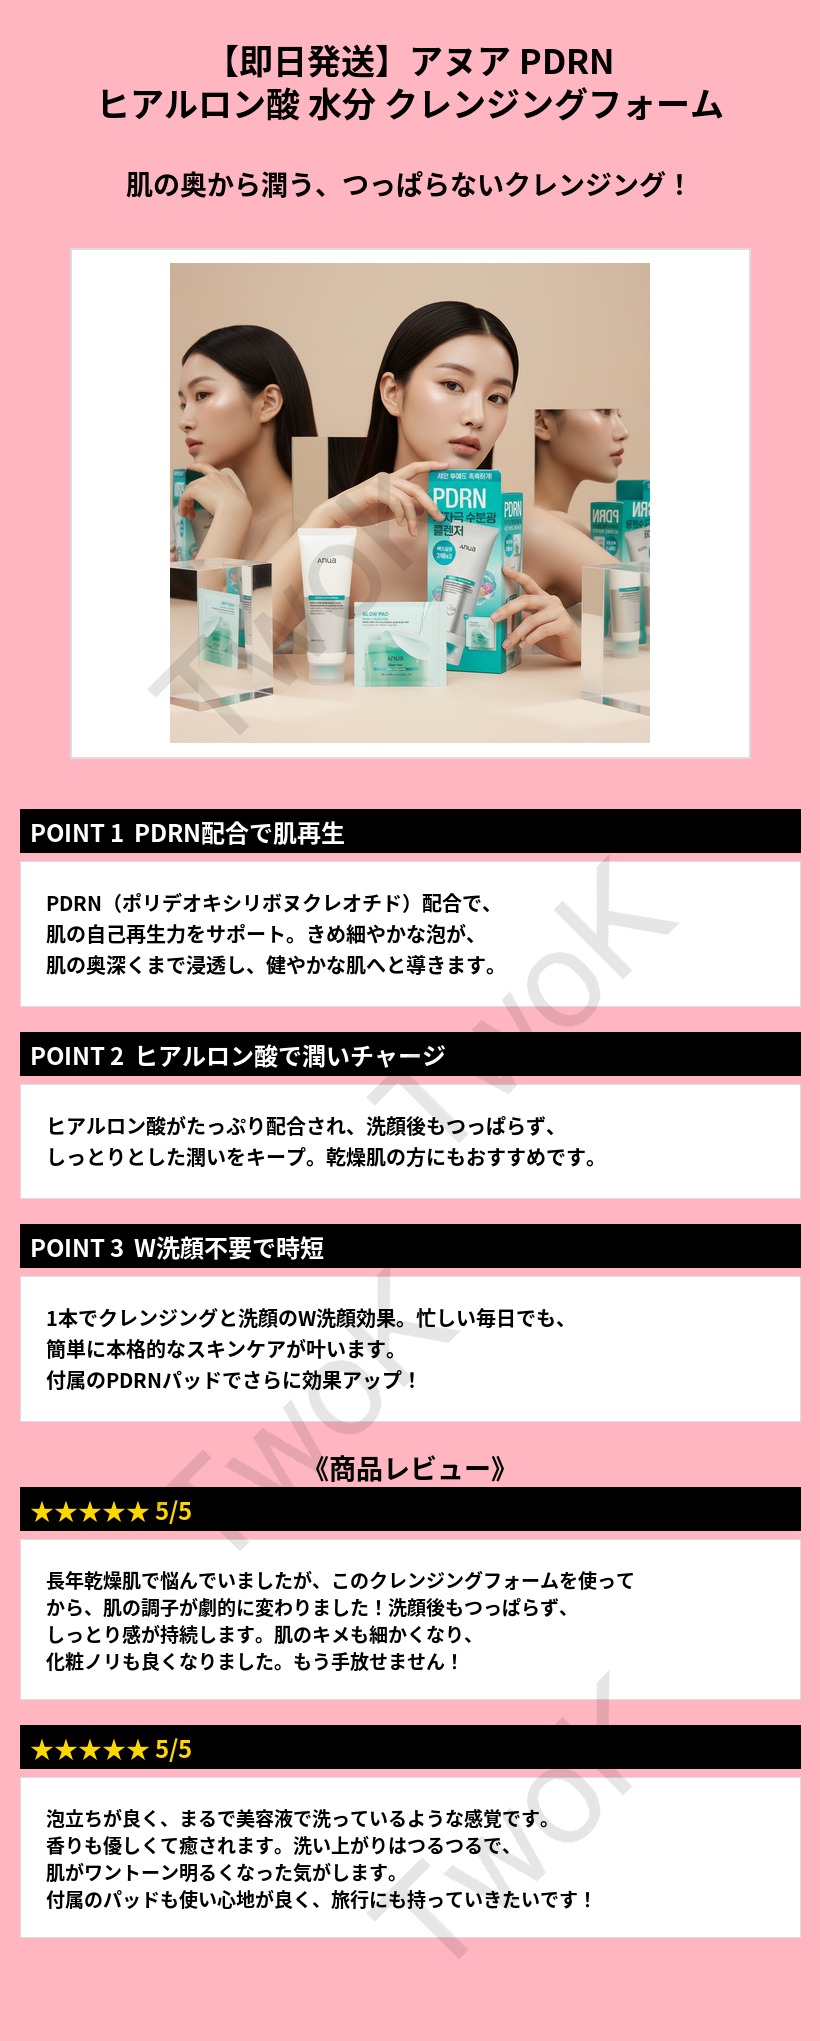 【即日発送】アヌア PDRN
ヒアルロン酸 水分 クレンジングフォーム
肌の奥から潤う、つっぱらないクレンジング！
PDRN
수분광
클렌저
PDRN
Anua
Anua
GLOW PAD
Anua
TwoK
POINT 1 PDRN配合で肌再生
PDRN（ポリデオキシリボヌクレオチド）配合で、
肌の自己再生力をサポート。きめ細やかな泡が、
肌の奥深くまで浸透し、健やかな肌へと導きます。
TwoK
POINT 2 ヒアルロン酸で潤いチャージ
ヒアルロン酸がたっぷり配合され、洗顔後もつっぱらず、
しっとりとした潤いをキープ。乾燥肌の方にもおすすめです。
POINT 3 W洗顔不要で時短
1本でクレンジングと洗顔のW洗顔効果。忙しい毎日でも、
簡単に本格的なスキンケアが叶います。
付属のPDRNパッドでさらに効果アップ！
TwoK
《商品レビュー》
★★★★★ 5/5
長年乾燥肌で悩んでいましたが、このクレンジングフォームを使って
から、肌の調子が劇的に変わりました！洗顔後もつっぱらず、
しっとり感が持続します。肌のキメも細かくなり、
化粧ノリも良くなりました。もう手放せません！
★★★★★ 5/5
泡立ちが良く、まるで美容液で洗っているような感覚です。
香りも優しくて癒されます。洗い上がりはつるつるで、
肌がワントーン明るくなった気がします。
付属のパッドも使い心地が良く、旅行にも持っていきたいです！
TwoK